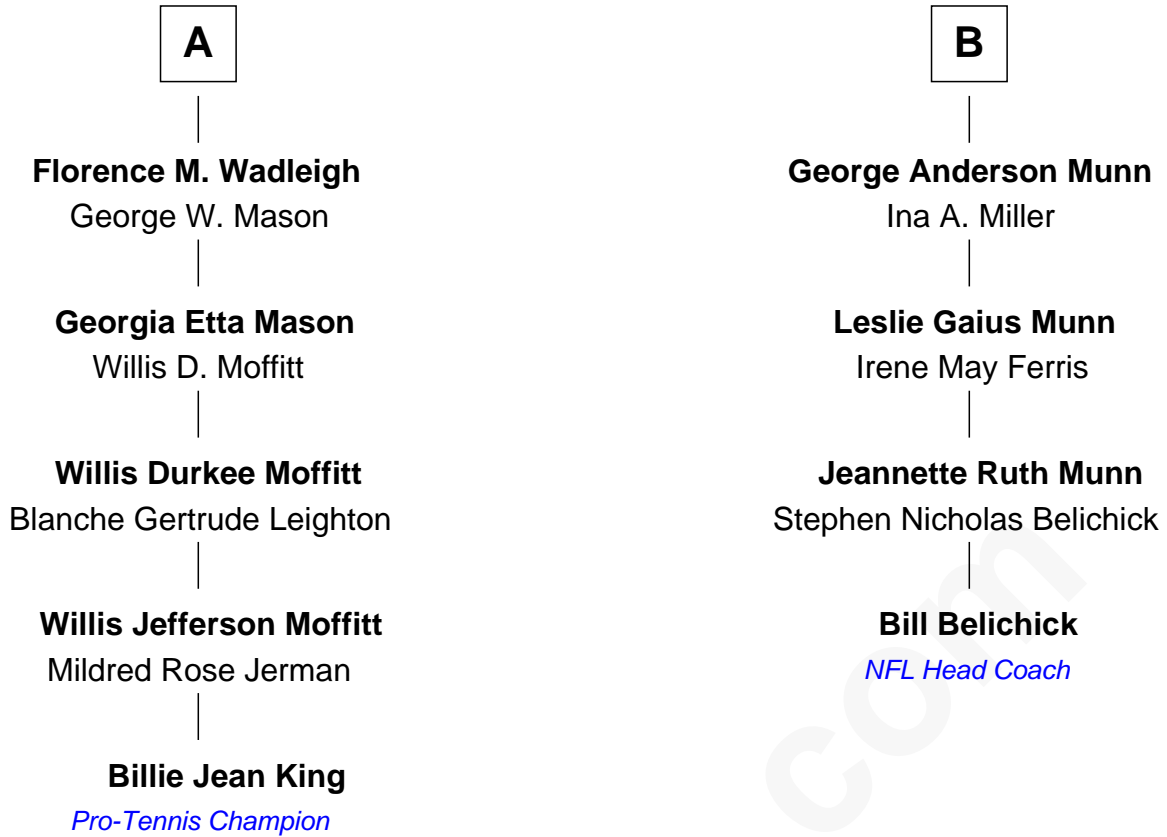 A
Florence M. Wadleigh
George W. Mason
Georgia Etta Mason
Willis D. Moffitt
Willis Durkee Moffitt
Blanche Gertrude Leighton
Willis Jefferson Moffitt
Mildred Rose Jerman
Billie Jean King
Pro-Tennis Champion
B
George Anderson Munn
Ina A. Miller
Leslie Gaius Munn
Irene May Ferris
Jeannette Ruth Munn
Stephen Nicholas Belichick
Bill Belichick
NFL Head Coach
com